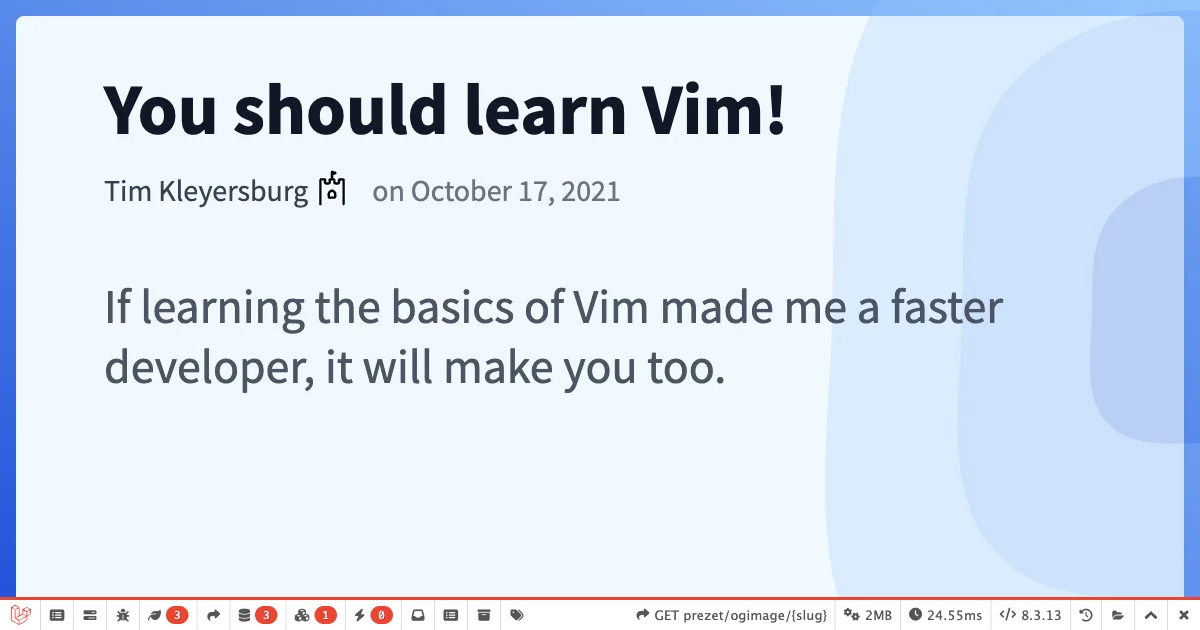 You should learn Vim!
Tim Kleyersburg on October 17, 2021
If learning the basics of Vim made me a faster
developer, it will make you too.
3 3 1 0 GET prezet/ogimage/{slug} 2MB 24.55ms 8.3.13